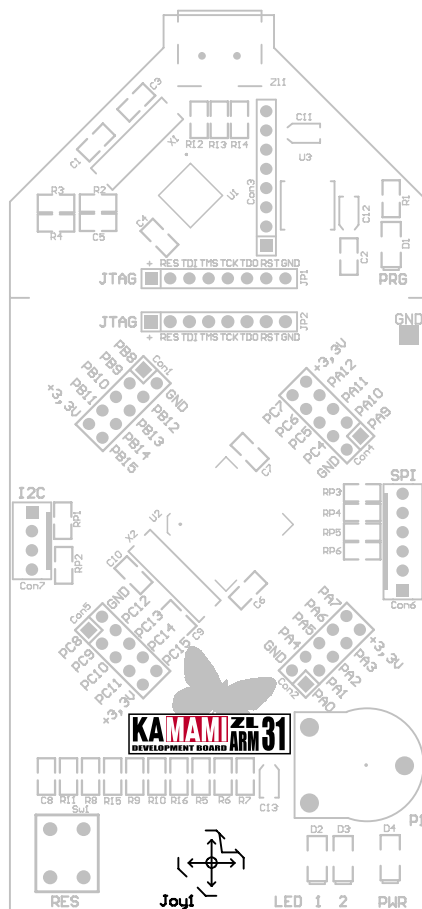 Z11
C3
C1
X1
R12 R13 R14
Con3
C11
U3
U1
R3
R4
R2
C5
C4
C12
C2
R1
D1
PRG
+ RES TDI TMS TCK TDO RST GND
JTAG
JP1
JTAG
JP2
+ RES TDI TMS TCK TDO RST GND
GND
PB8
PB9
PB10
PB11
+3,3V
Con1
GND
PB12
PB13
PB14
PB15
+3,3V
PA12
PA11
PA10
PA9
PC7
PC6
PC5
PC4
GND
Con4
C7
I2C
RP1
RP2
Con7
SPI
RP3
RP4
RP5
RP6
Con6
U2
X2
C10
C6
C9
Con5
GND
PC12
PC13
PC14
PC15
PC8
PC9
PC10
PC11
+3,3V
PA7
PA6
PA5
PA4
GND
+3,3V
PA3
PA2
PA1
PA0
Con2
KAMAMI ZL
DEVELOPMENT BOARD ARM 31
C8 R11 R8 R15 R9 R10 R16 R5 R6 R7 C13
P1
Sw1
RES
Joy1
D2 D3 D4
LED 1 2 PWR